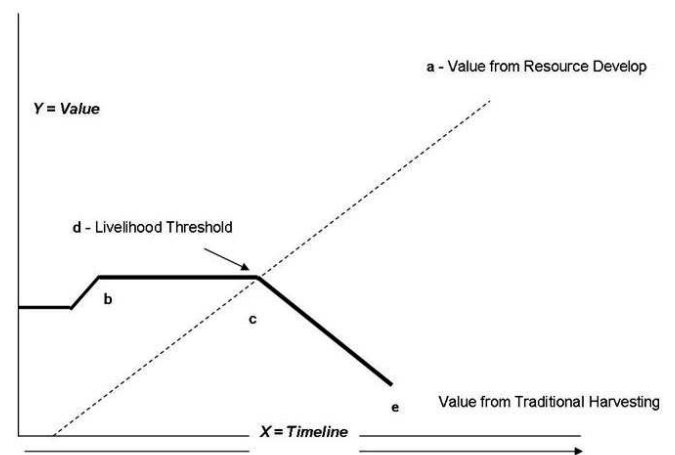 a - Value from Resource Develop
Y = Value
d - Livelihood Threshold
b
c
e
Value from Traditional Harvesting
X = Timeline